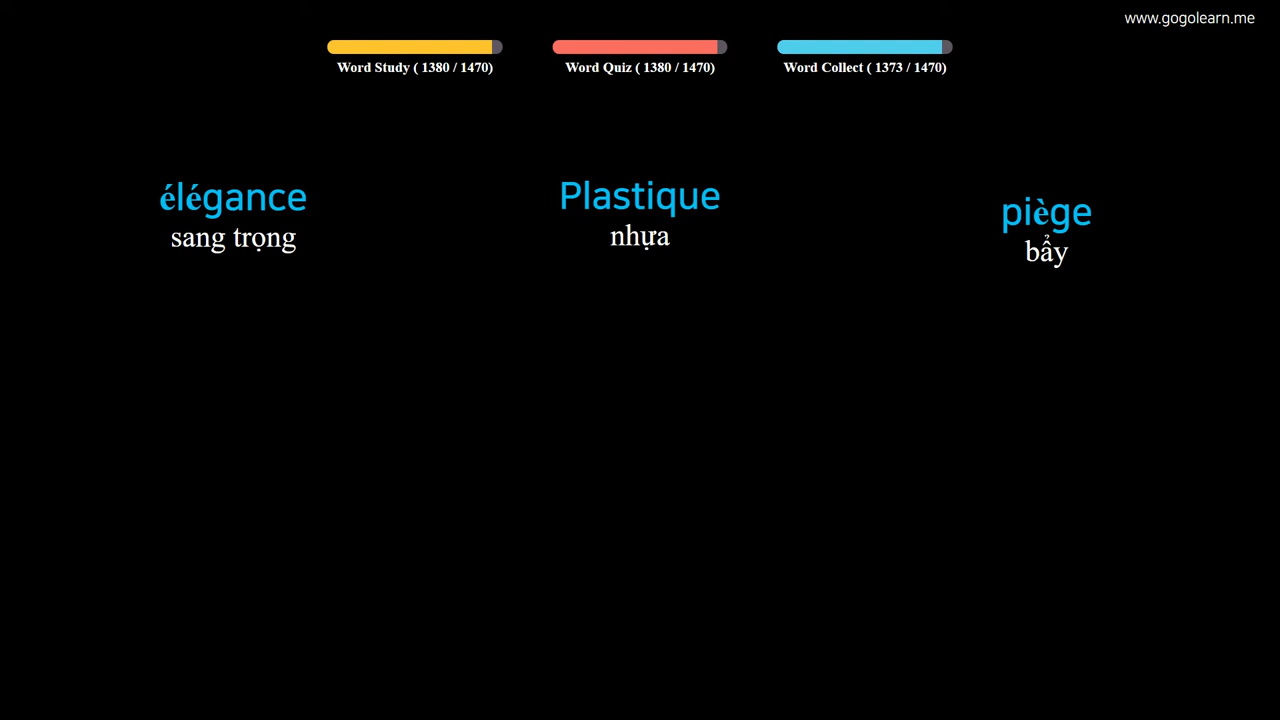 www.gogolearn.me
Word Study ( 1380 / 1470)
Word Quiz ( 1380 / 1470)
Word Collect ( 1373 / 1470)
élégance
sang trọng
Plastique
nhựa
piège
bẩy